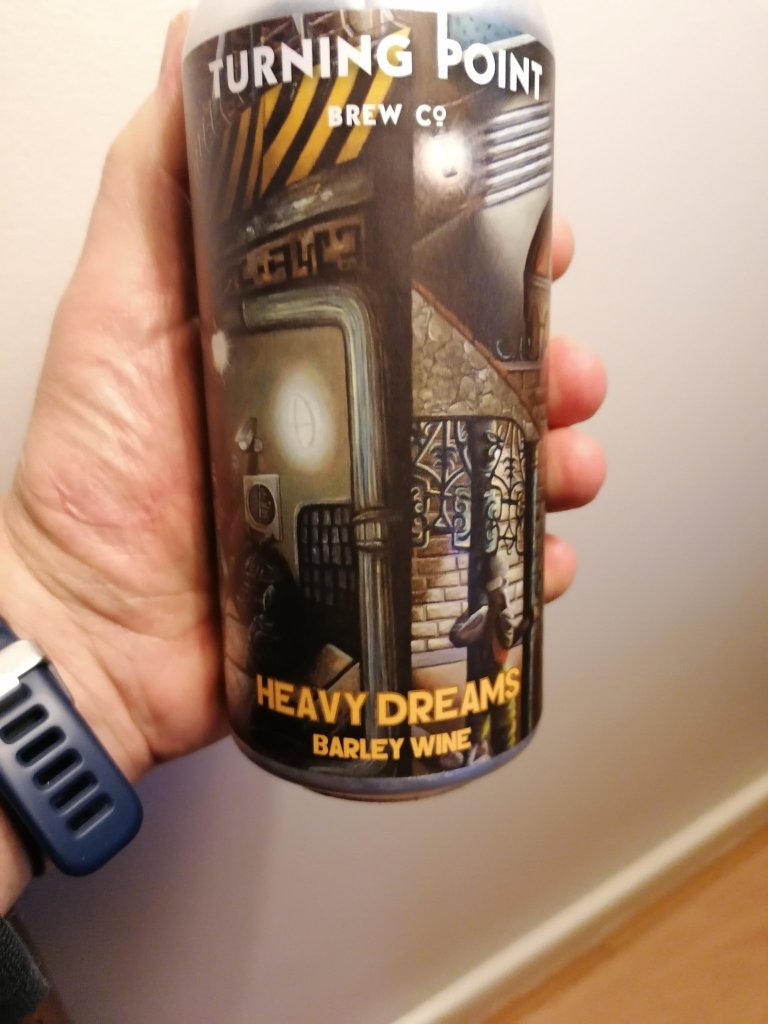 TURNING POINT
BREW Cº
HEAVY DREAMS
BARLEY WINE